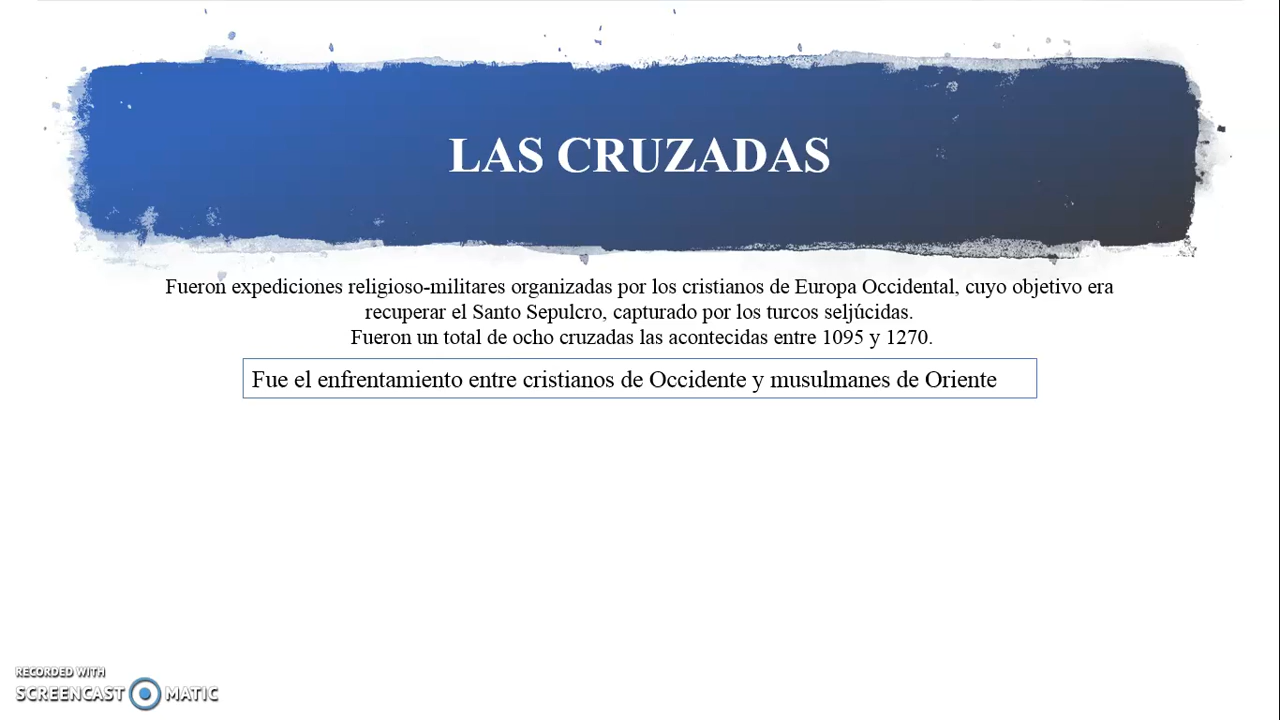 LAS CRUZADAS
Fueron expediciones religioso-militares organizadas por los cristianos de Europa Occidental, cuyo objetivo era
recuperar el Santo Sepulcro, capturado por los turcos seljúcidas.
Fueron un total de ocho cruzadas las acontecidas entre 1095 y 1270.
Fue el enfrentamiento entre cristianos de Occidente y musulmanes de Oriente
RECORDED WITH
SCREENCAST MATIC